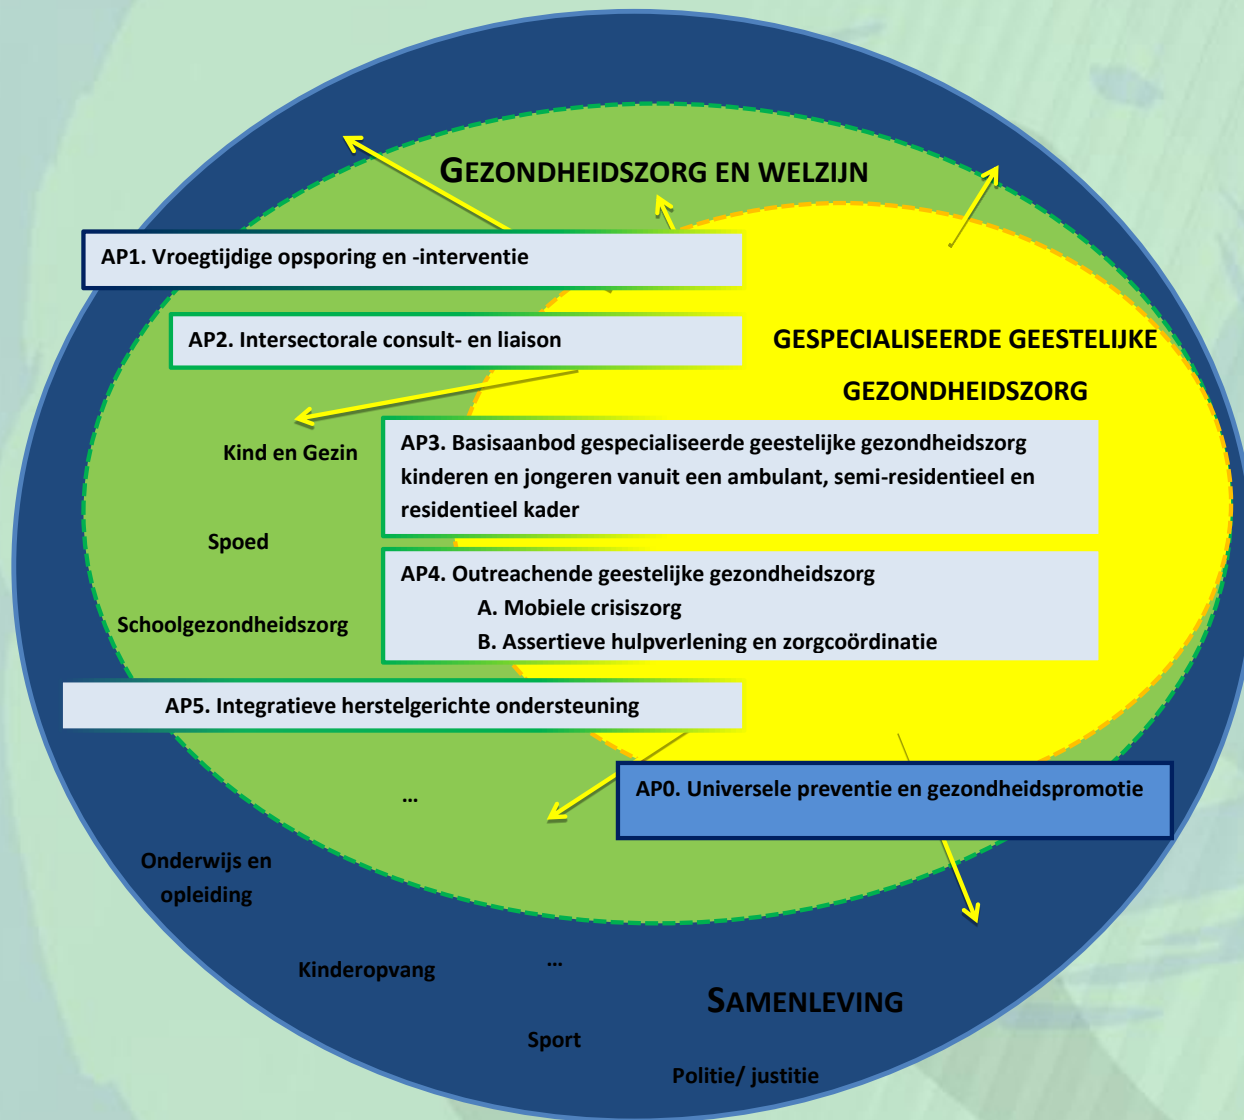 GEZONDHEIDSZORG EN WELZIJN
AP1. Vroegtijdige opsporing en -interventie
AP2. Intersectorale consult- en liaison
GESPECIALISEERDE GEESTELIJKE
GEZONDHEIDSZORG
AP3. Basisaanbod gespecialiseerde geestelijke gezondheidszorg
kinderen en jongeren vanuit een ambulant, semi-residentieel en
residentieel kader
Kind en Gezin
Spoed
AP4. Outreachende geestelijke gezondheidszorg
A. Mobiele crisiszorg
B. Assertieve hulpverlening en zorgcoördinatie
Schoolgezondheidszorg
AP5. Integratieve herstelgerichte ondersteuning
AP0. Universele preventie en gezondheidspromotie
...
Onderwijs en
opleiding
Kinderopvang
...
SAMENLEVING
Sport
Politie/ justitie